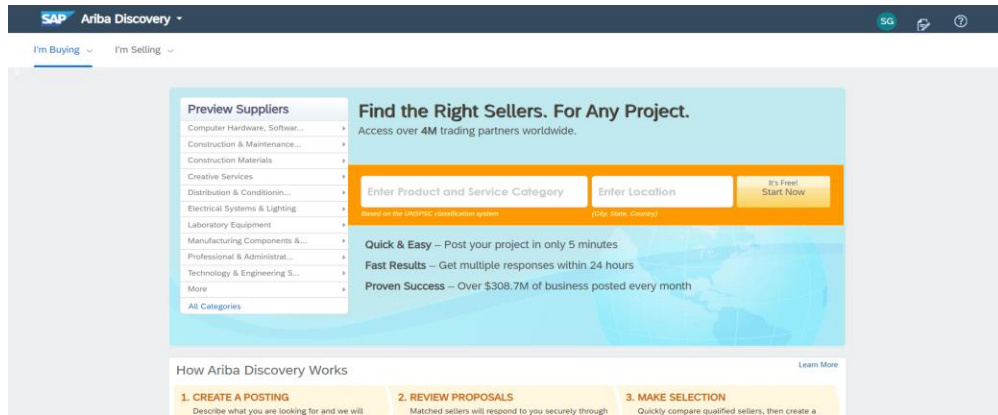 SAP Ariba Discovery
SG
I'm Buying I'm Selling
Preview Suppliers
Computer Hardware, Softwar...
Construction & Maintenance...
Construction Materials
Creative Services
Distribution & Conditionin...
Electrical Systems & Lighting
Laboratory Equipment
Manufacturing Components &...
Professional & Administrat...
Technology & Engineering S...
More
All Categories
Find the Right Sellers. For Any Project.
Access over 4M trading partners worldwide.
Enter Product and Service Category
Based on the UNSPSC classification system
Enter Location
(City, State, Country)
It's Free!
Start Now
Quick & Easy – Post your project in only 5 minutes
Fast Results – Get multiple responses within 24 hours
Proven Success – Over $308.7M of business posted every month
How Ariba Discovery Works
Learn More
1. CREATE A POSTING
Describe what you are looking for and we will
2. REVIEW PROPOSALS
Matched sellers will respond to you securely through
3. MAKE SELECTION
Quickly compare qualified sellers, then create a